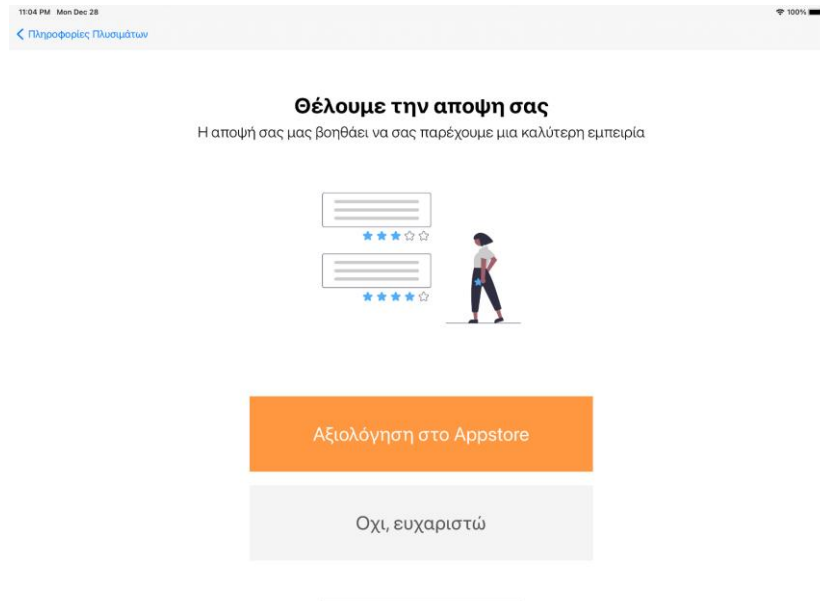 11:04 PM Mon Dec 28 100%
Πληροφορίες Πλυσιμάτων
Θέλουμε την αποψη σας
Η αποψή σας μας βοηθάει να σας παρέχουμε μια καλύτερη εμπειρία
Αξιολόγηση στο Appstore
Οχι, ευχαριστώ